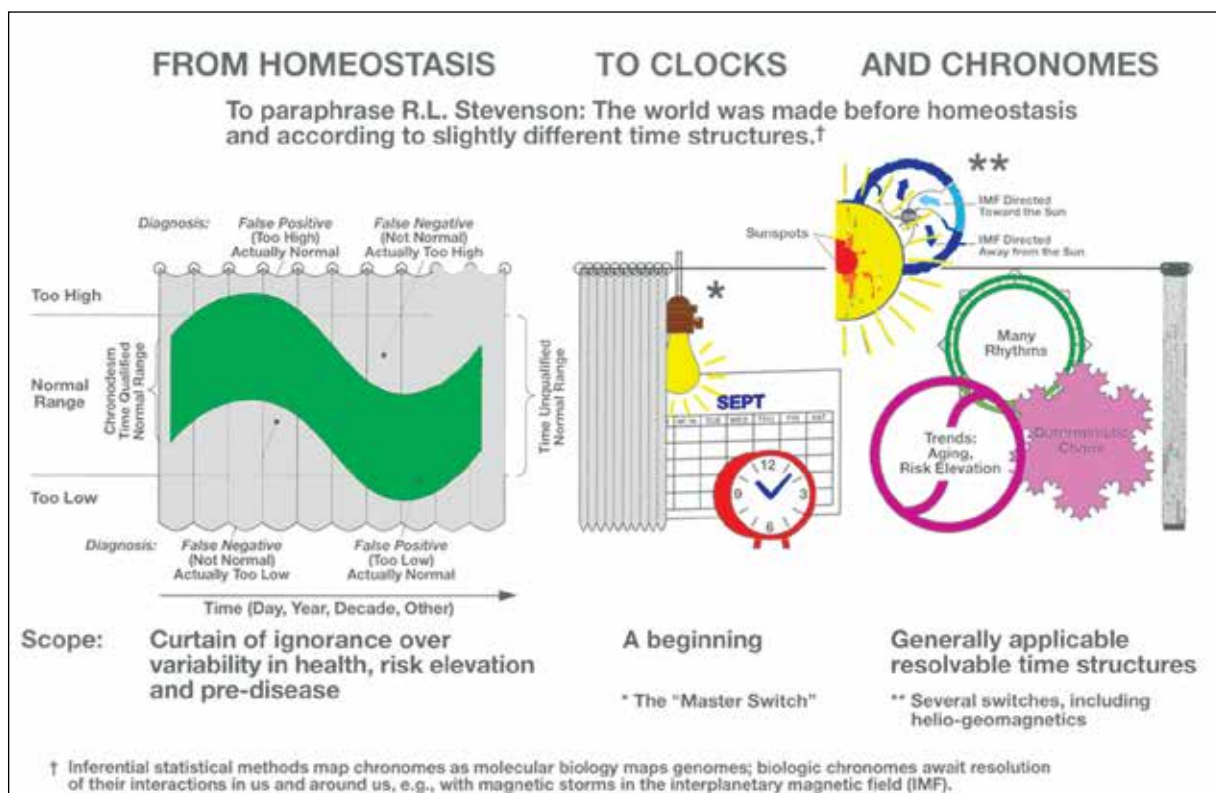 FROM HOMEOSTASIS TO CLOCKS AND CHRONOMES
To paraphrase R.L. Stevenson: The world was made before homeostasis
and according to slightly different time structures.†
**
IMF Directed
Toward the Sun
IMF Directed
Away from the Sun
Sunspots
Diagnosis:
False Positive
(Too High)
Actually Normal
False Negative
(Not Normal)
Actually Too High
Too High
Normal
Range
Too Low
Chronodesm
Time Qualified
Normal Range
Time Unqualified
Normal Range
Diagnosis:
False Negative
(Not Normal)
Actually Too Low
False Positive
(Too Low)
Actually Normal
Time (Day, Year, Decade, Other)
*
SEPT
TUE WED THU FRI SAT
12
3
6
9
Many
Rhythms
Trends:
Aging,
Risk Elevation
Deterministic
Chaos
Scope:
Curtain of ignorance over
variability in health, risk elevation
and pre-disease
A beginning
* The "Master Switch"
Generally applicable
resolvable time structures
** Several switches, including
helio-geomagnetics
† Inferential statistical methods map chronomes as molecular biology maps genomes; biologic chronomes await resolution
of their interactions in us and around us, e.g., with magnetic storms in the interplanetary magnetic field (IMF).